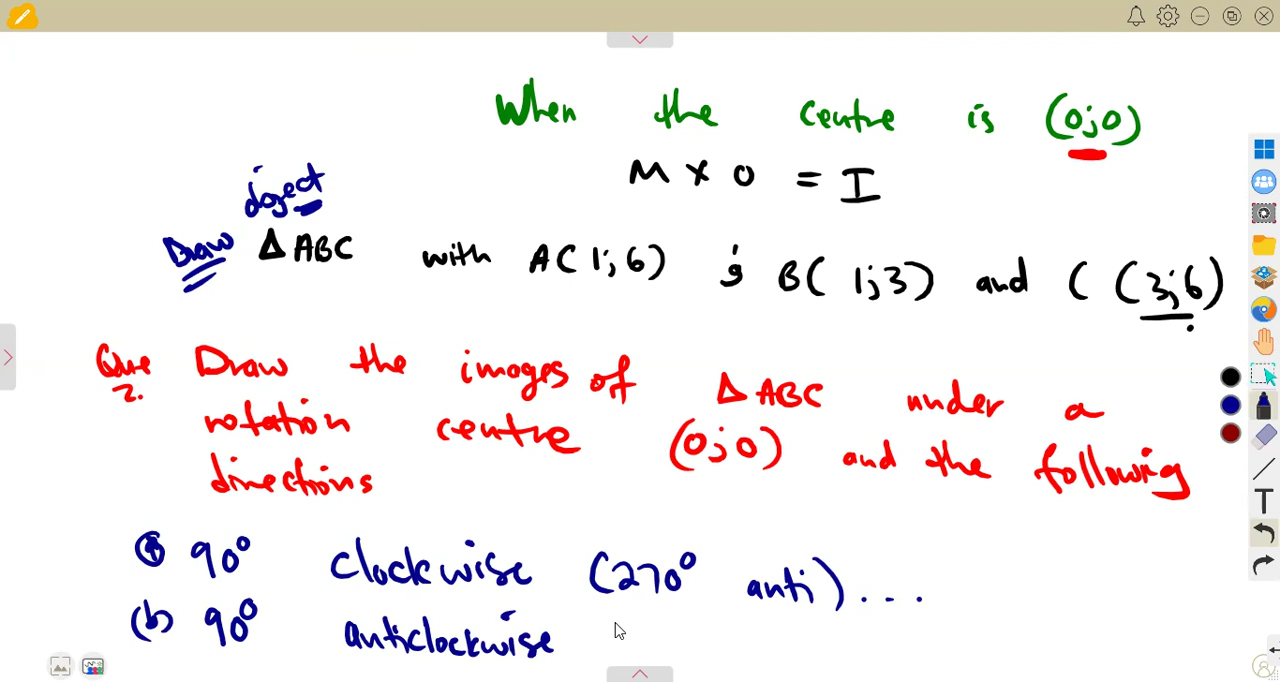 When the centre is (0;0)
M x O = I
object
Draw Δ ABC with A(1;6) ; B(1;3) and C(3;6)
Que Draw the images of Δ ABC under a
2. rotation centre (0;0) and the following
directions
(a) 90° clockwise (270° anti)....
(b) 90° anticlockwise
T